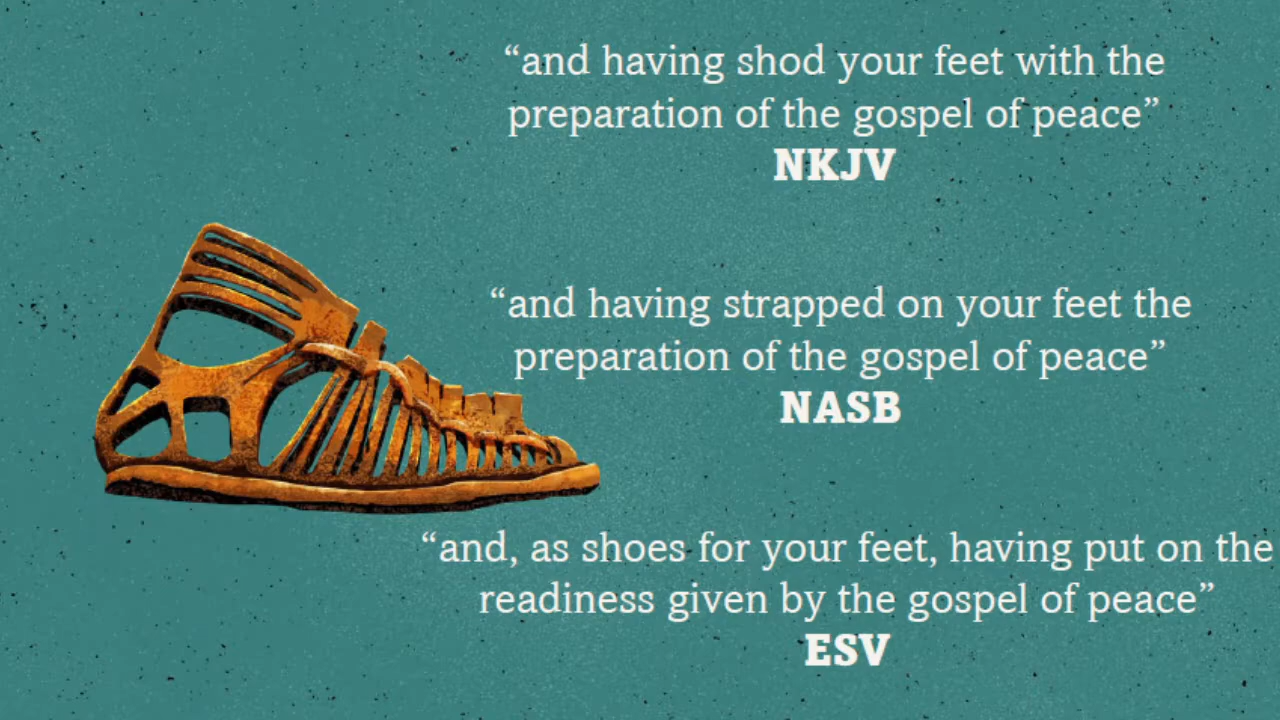 “and having shod your feet with the
preparation of the gospel of peace”
NKJV
“and having strapped on your feet the
preparation of the gospel of peace”
NASB
“and, as shoes for your feet, having put on the
readiness given by the gospel of peace”
ESV